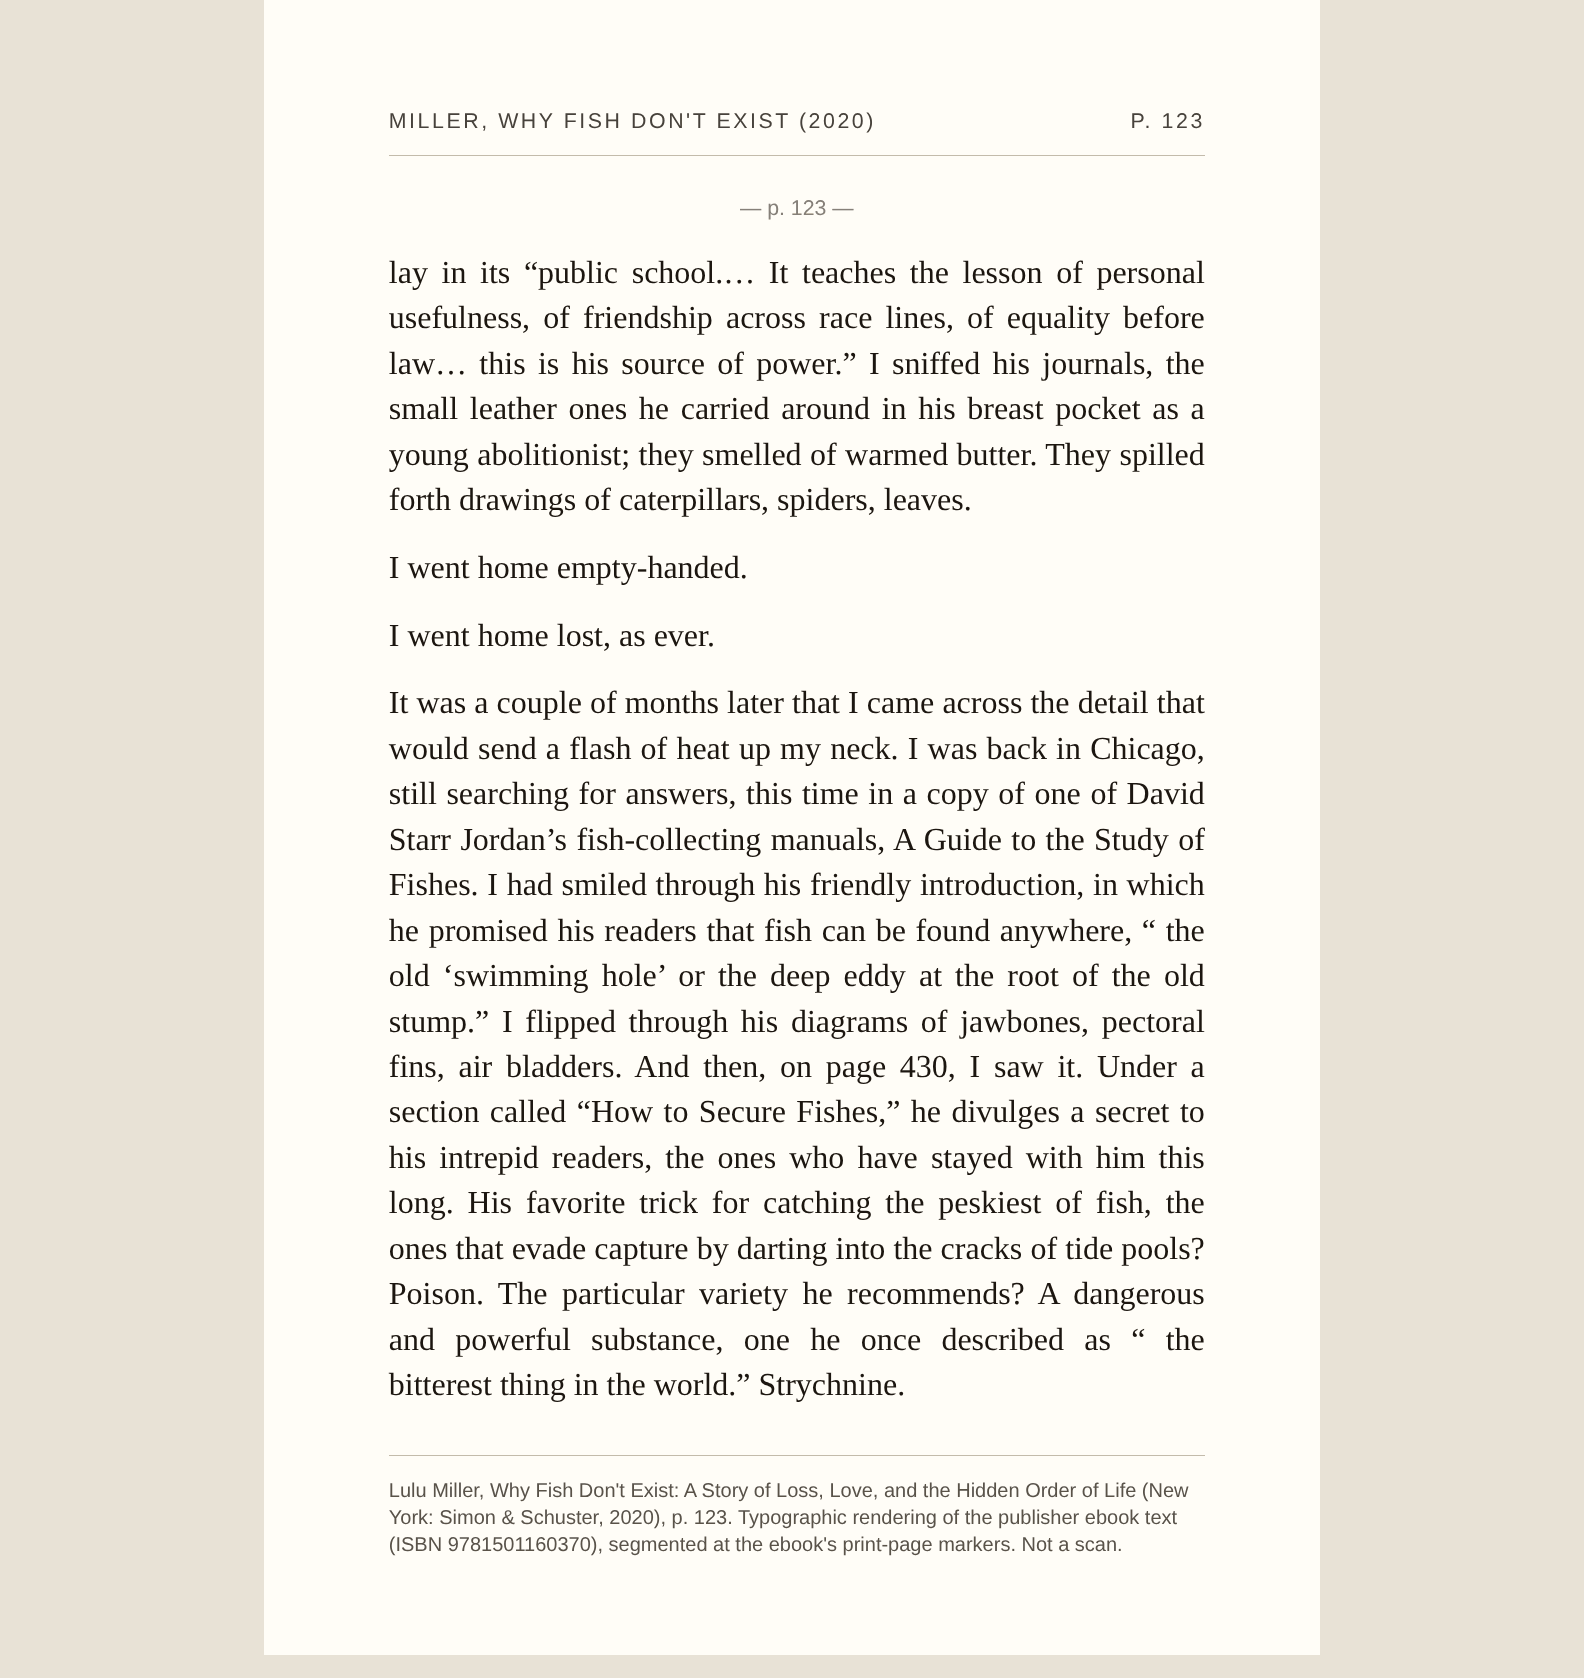 MILLER, WHY FISH DON'T EXIST (2020) P. 123
— p. 123 —
lay in its “public school.… It teaches the lesson of personal
usefulness, of friendship across race lines, of equality before
law… this is his source of power.” I sniffed his journals, the
small leather ones he carried around in his breast pocket as a
young abolitionist; they smelled of warmed butter. They spilled
forth drawings of caterpillars, spiders, leaves.
I went home empty-handed.
I went home lost, as ever.
It was a couple of months later that I came across the detail that
would send a flash of heat up my neck. I was back in Chicago,
still searching for answers, this time in a copy of one of David
Starr Jordan’s fish-collecting manuals, A Guide to the Study of
Fishes. I had smiled through his friendly introduction, in which
he promised his readers that fish can be found anywhere, “ the
old ‘swimming hole’ or the deep eddy at the root of the old
stump.” I flipped through his diagrams of jawbones, pectoral
fins, air bladders. And then, on page 430, I saw it. Under a
section called “How to Secure Fishes,” he divulges a secret to
his intrepid readers, the ones who have stayed with him this
long. His favorite trick for catching the peskiest of fish, the
ones that evade capture by darting into the cracks of tide pools?
Poison. The particular variety he recommends? A dangerous
and powerful substance, one he once described as “ the
bitterest thing in the world.” Strychnine.
Lulu Miller, Why Fish Don't Exist: A Story of Loss, Love, and the Hidden Order of Life (New
York: Simon & Schuster, 2020), p. 123. Typographic rendering of the publisher ebook text
(ISBN 9781501160370), segmented at the ebook's print-page markers. Not a scan.